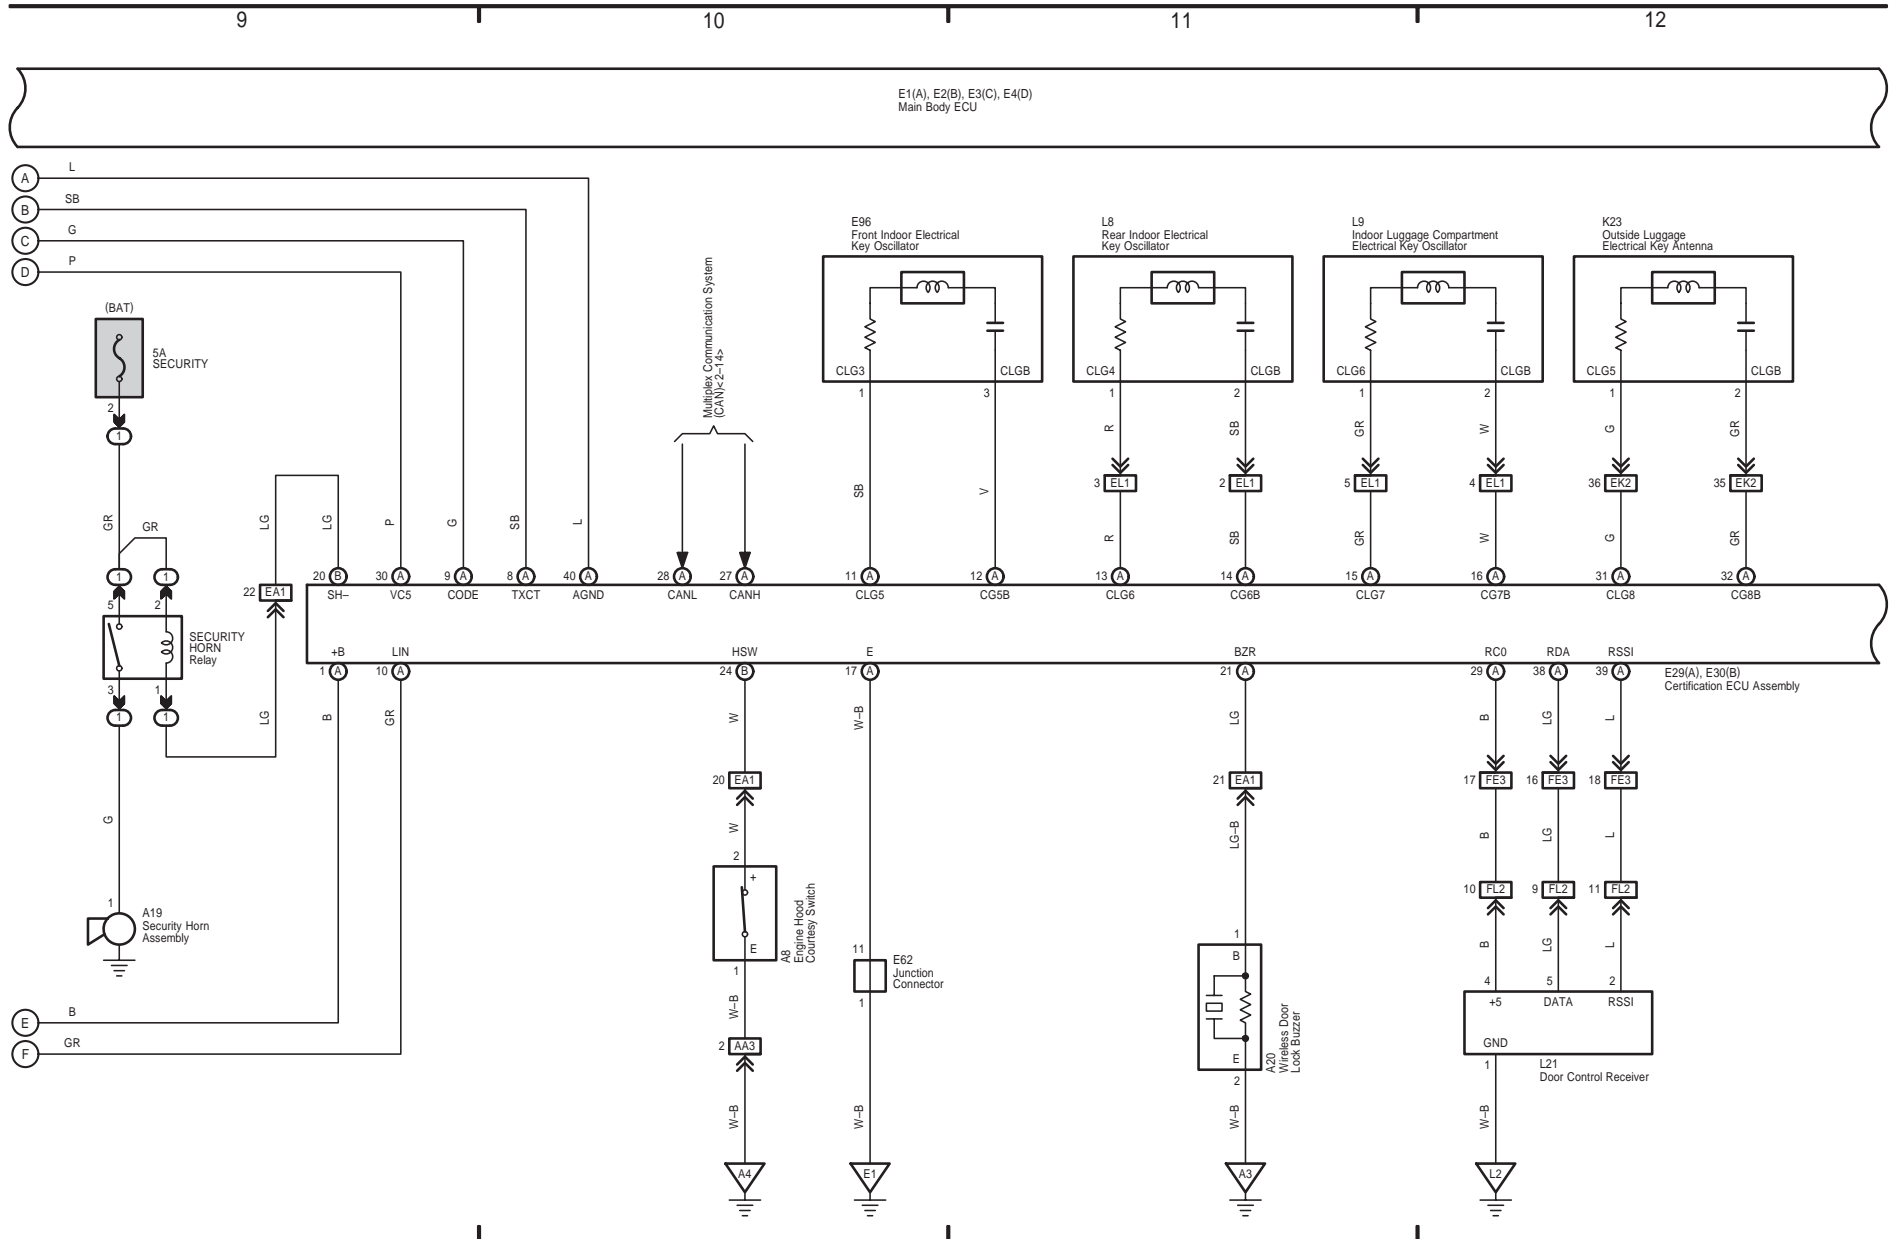 9
10
11
12
E1(A), E2(B), E3(C), E4(D)
Main Body ECU
A
L
B
SB
C
G
D
P
(BAT)
5A
SECURITY
2
1
GR
GR
1
1
5
2
SECURITY
HORN
Relay
3
1
1
1
G
1
A19
Security Horn
Assembly
LG
LG
P
G
SB
L
Multiplex Communication System
(CAN)<2–14>
E96
Front Indoor Electrical
Key Oscillator
CLG3
CLGB
1
3
SB
V
L8
Rear Indoor Electrical
Key Oscillator
CLG4
CLGB
1
2
R
SB
3 EL1
2 EL1
R
SB
L9
Indoor Luggage Compartment
Electrical Key Oscillator
CLG6
CLGB
1
2
GR
W
5 EL1
4 EL1
GR
W
K23
Outside Luggage
Electrical Key Antenna
CLG5
CLGB
1
2
G
GR
36 EK2
35 EK2
G
GR
22 EA1
LG
20 B
30 A
9 A
8 A
40 A
28 A
27 A
11 A
12 A
13 A
14 A
15 A
16 A
31 A
32 A
SH–
VC5
CODE
TXCT
AGND
CANL
CANH
CLG5
CG5B
CLG6
CG6B
CLG7
CG7B
CLG8
CG8B
+B
LIN
HSW
E
BZR
RC0
RDA
RSSI
1 A
10 A
24 B
17 A
21 A
29 A
38 A
39 A
E29(A), E30(B)
Certification ECU Assembly
B
GR
W
W–B
LG
B
LG
L
20 EA1
21 EA1
17 FE3
16 FE3
18 FE3
W
LG–B
B
LG
L
2
+
E
1
A8
Engine Hood
Courtesy Switch
W–B
2 AA3
W–B
A4
11
E62
Junction
Connector
1
W–B
E1
1
B
E
2
A20
Wireless Door
Lock Buzzer
W–B
A3
10 FL2
9 FL2
11 FL2
B
LG
L
4
5
2
+5
DATA
RSSI
GND
1
L21
Door Control Receiver
W–B
L2
E
B
F
GR